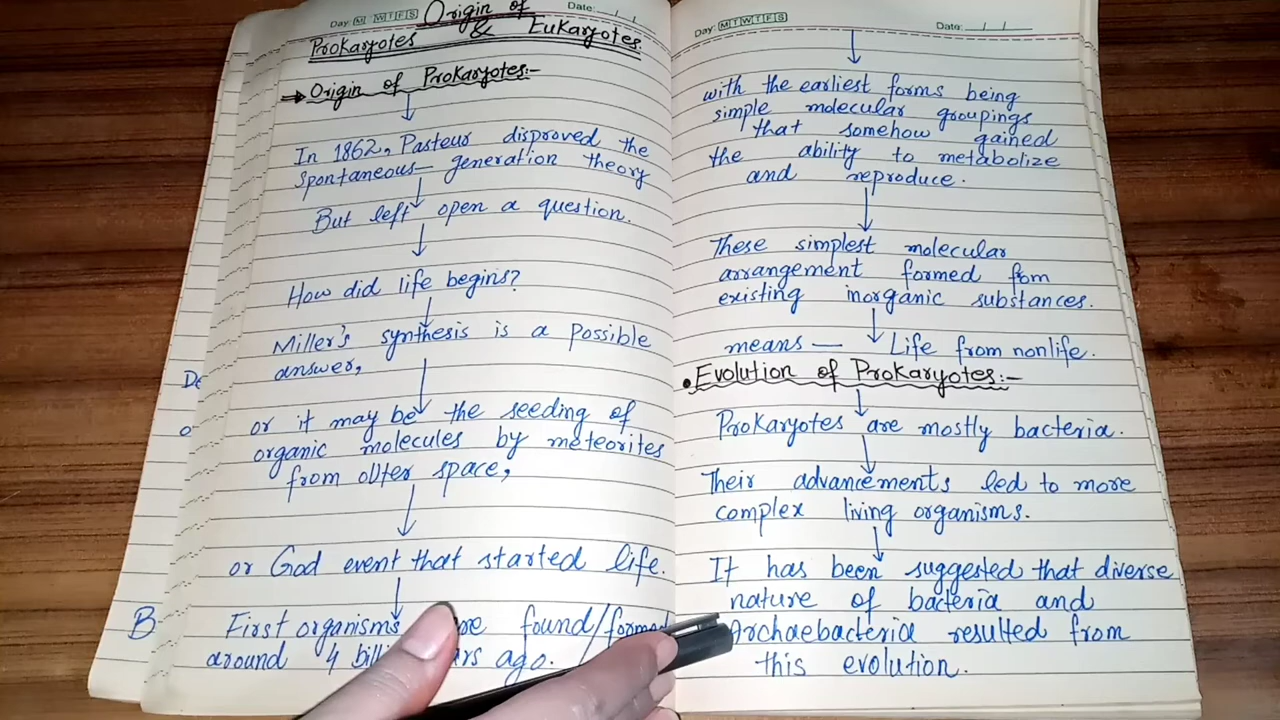 Day: M W T F S
Date: / /
Origin of
Prokaryotes & Eukaryotes.
Origin of Prokaryotes:-
In 1862, Pasteur disproved the
Spontaneous- generation theory
But left open a question.
How did life begins?
Miller's synthesis is a possible
answer,
or it may be the seeding of
organic molecules by meteorites
from outer space,
or God event that started life.
B
First organisms found/formed
around 4 ago.
Day: M T W T F S
Date: / /
with the earliest forms being
simple molecular groupings
that somehow gained
the ability to metabolize
and reproduce.
These simplest molecular
arrangement formed from
existing inorganic substances.
means — Life from nonlife.
• Evolution of Prokaryotes:-
Prokaryotes are mostly bacteria.
Their advancements led to more
complex living organisms.
It has been suggested that diverse
nature of bacteria and
Archaebacteria resulted from
this evolution.